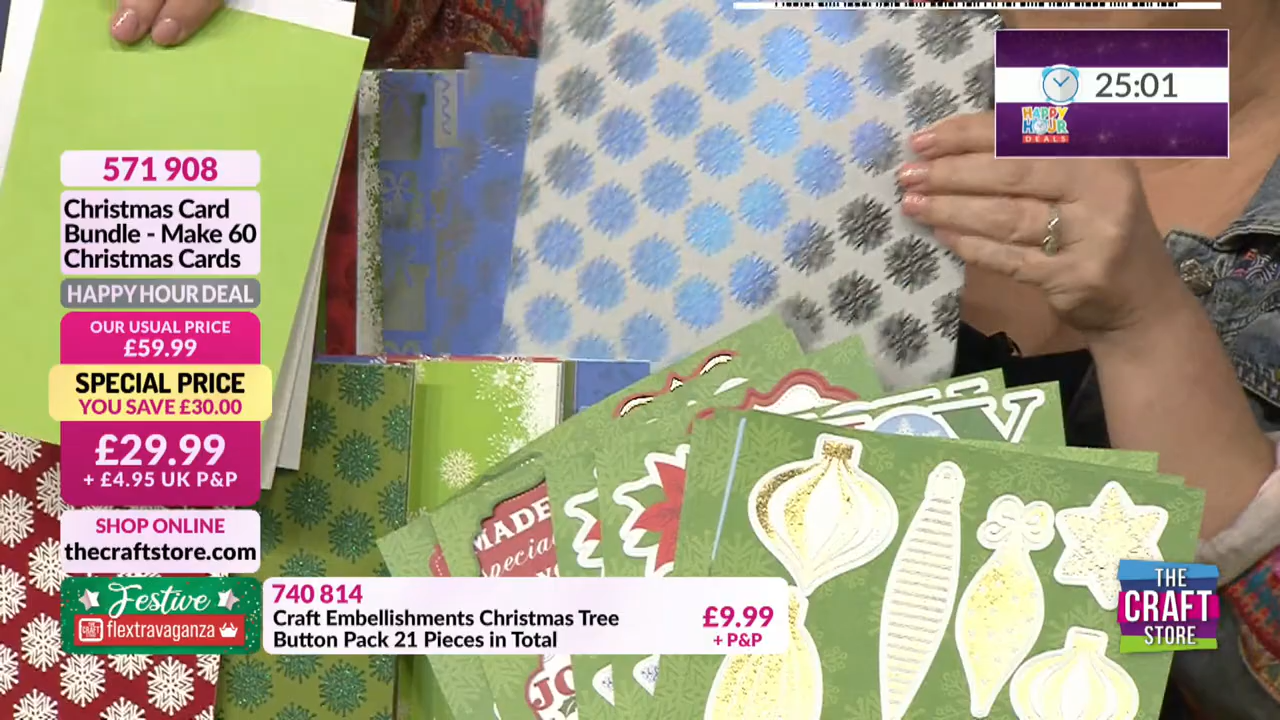 25:01
HAPPY
HOUR
DEALS
571 908
Christmas Card
Bundle - Make 60
Christmas Cards
HAPPY HOUR DEAL
OUR USUAL PRICE
£59.99
SPECIAL PRICE
YOU SAVE £30.00
£29.99
+ £4.95 UK P&P
SHOP ONLINE
thecraftstore.com
Festive
flextravaganza
740 814
Craft Embellishments Christmas Tree
Button Pack 21 Pieces in Total
£9.99
+ P&P
MADE
THE
CRAFT
STORE